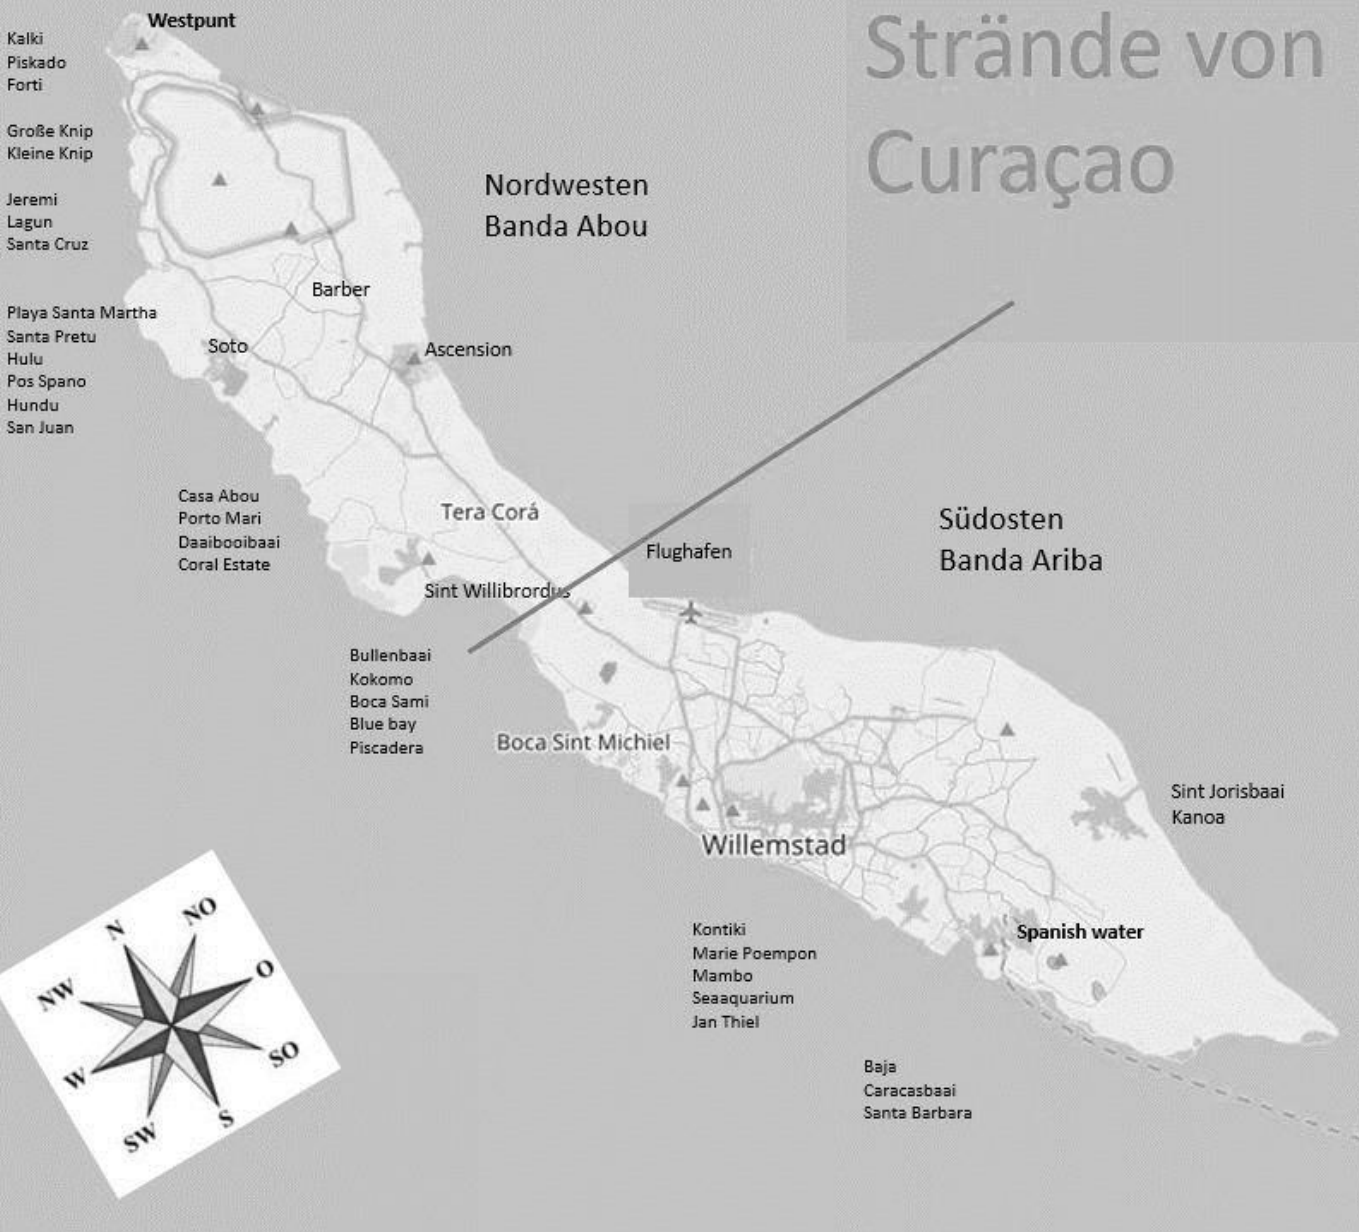 Strände von
Curaçao
Westpunt
Kalki
Piskado
Forti
Große Knip
Kleine Knip
Jeremi
Lagun
Santa Cruz
Nordwesten
Banda Abou
Barber
Playa Santa Martha
Santa Pretu
Hulu
Pos Spano
Hundu
San Juan
Soto
Ascension
Casa Abou
Porto Mari
Daaibooibaai
Coral Estate
Tera Corá
Flughafen
Südosten
Banda Ariba
Sint Willibrordus
Bullenbaai
Kokomo
Boca Sami
Blue bay
Piscadera
Boca Sint Michiel
Sint Jorisbaai
Kanoa
Willemstad
Kontiki
Marie Poempon
Mambo
Seaaquarium
Jan Thiel
Spanish water
Baja
Caracasbaai
Santa Barbara
N
NO
O
SO
S
SW
W
NW